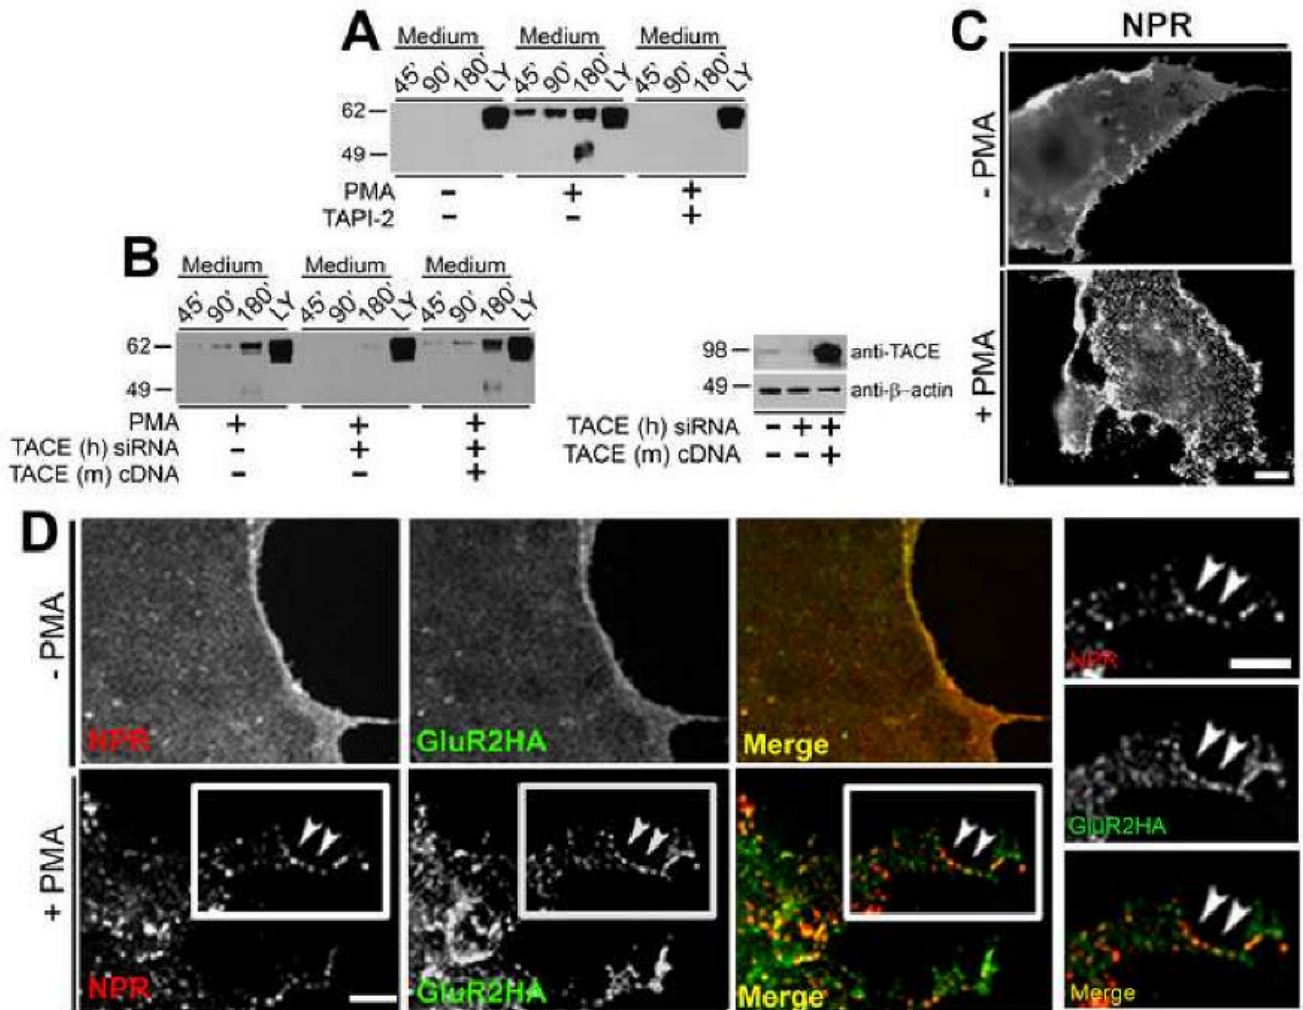 A
Medium Medium Medium
45' 90' 180' LY 45' 90' 180' LY 45' 90' 180' LY
62
49
PMA - + +
TAPI-2 - - +
B
Medium Medium Medium
45' 90' 180' LY 45' 90' 180' LY 45' 90' 180' LY
62
49
PMA + + +
TACE (h) siRNA - + +
TACE (m) cDNA - - +
98 anti-TACE
49 anti-β-actin
TACE (h) siRNA - + +
TACE (m) cDNA - - +
C
NPR
- PMA
+ PMA
D
- PMA
NPR GluR2HA Merge
+ PMA
NPR GluR2HA Merge
NPR
GluR2HA
Merge